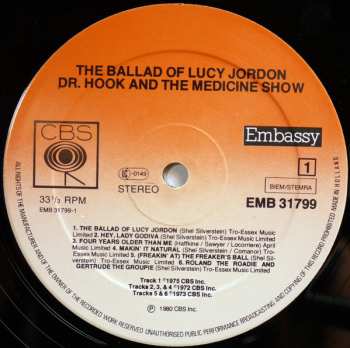 THE BALLAD OF LUCY JORDON
DR. HOOK AND THE MEDICINE SHOW
CBS
Embassy
-0149
STEREO
1
BIEM/STEMRA
33⅓ RPM
EMB 31799-1
EMB 31799
1. THE BALLAD OF LUCY JORDON (Shel Silverstein) Tro-Essex Music
Limited 2. HEY, LADY GODIVA (Shel Silverstein) Tro-Essex Music Limited
3. FOUR YEARS OLDER THAN ME (Haffkine / Sawyer / Locorriere) April
Music Limited 4. MAKIN' IT NATURAL (Shel Silverstein / Comanor)
Tro-Essex Music Limited 5. (FREAKIN' AT) THE FREAKER'S BALL (Shel
Silverstein) Tro-Essex Music Limited 6. ROLAND THE ROADIE AND
GERTRUDE THE GROUPIE (Shel Silverstein) Tro-Essex Music Limited
Track 1 ℗1975 CBS Inc.
Tracks 2, 3, & 4 ℗1972 CBS Inc.
Tracks 5 & 6 ℗1973 CBS Inc.
℗ 1980 CBS Inc.
ALL RIGHTS OF THE MANUFACTURER AND OF THE OWNER OF THE RECORDED WORK RESERVED UNAUTHORISED PUBLIC PERFORMANCE BROADCASTING AND COPYING OF THIS RECORD PROHIBITED
MADE IN HOLLAND